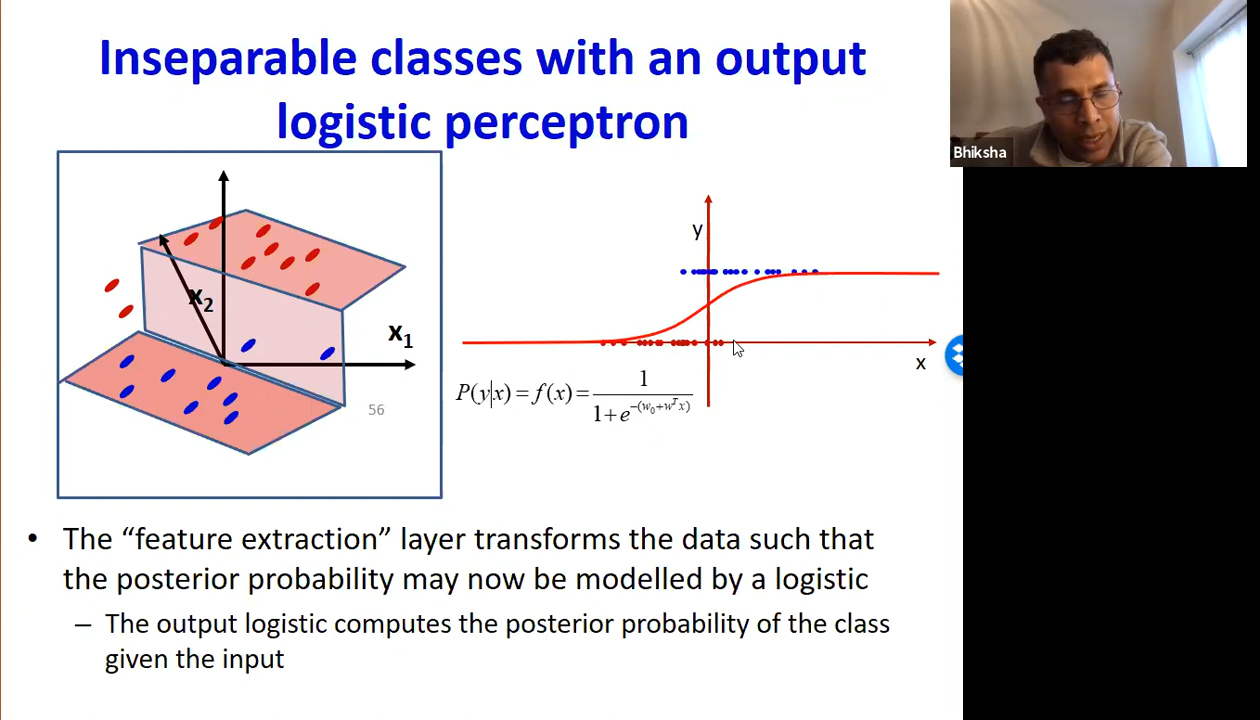 Inseparable classes with an output
logistic perceptron
Bhiksha
X2
X1
56
y
x
P(y|x) = f(x) = 1 / (1 + e^-(w0+w^T x))
• The “feature extraction” layer transforms the data such that
the posterior probability may now be modelled by a logistic
– The output logistic computes the posterior probability of the class
given the input